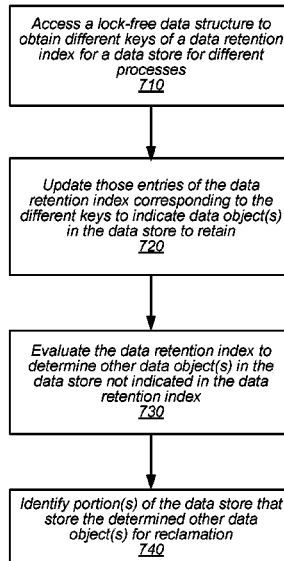 Access a lock-free data structure to
obtain different keys of a data retention
index for a data store for different
processes
710
Update those entries of the data
retention index corresponding to the
different keys to indicate data object(s)
in the data store to retain
720
Evaluate the data retention index to
determine other data object(s) in the
data store not indicated in the data
retention index
730
Identify portion(s) of the data store that
store the determined other data
object(s) for reclamation
740